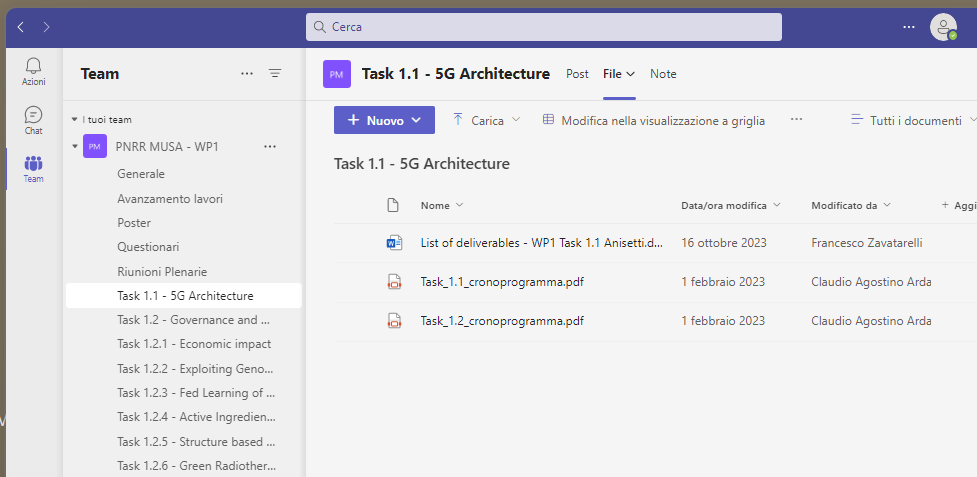 Cerca
Azioni
Chat
Team
Team
I tuoi team
PM PNRR MUSA - WP1
Generale
Avanzamento lavori
Poster
Questionari
Riunioni Plenarie
Task 1.1 - 5G Architecture
Task 1.2 - Governance and ...
Task 1.2.1 - Economic impact
Task 1.2.2 - Exploiting Geno...
Task 1.2.3 - Fed Learning of ...
Task 1.2.4 - Active Ingredien...
Task 1.2.5 - Structure based ...
Task 1.2.6 - Green Radiother...
PM Task 1.1 - 5G Architecture Post File Note
+ Nuovo Carica Modifica nella visualizzazione a griglia ... Tutti i documenti
Task 1.1 - 5G Architecture
Nome Data/ora modifica Modificato da + Aggi
List of deliverables - WP1 Task 1.1 Anisetti.d... 16 ottobre 2023 Francesco Zavatarelli
Task_1.1_cronoprogramma.pdf 1 febbraio 2023 Claudio Agostino Arda
Task_1.2_cronoprogramma.pdf 1 febbraio 2023 Claudio Agostino Arda